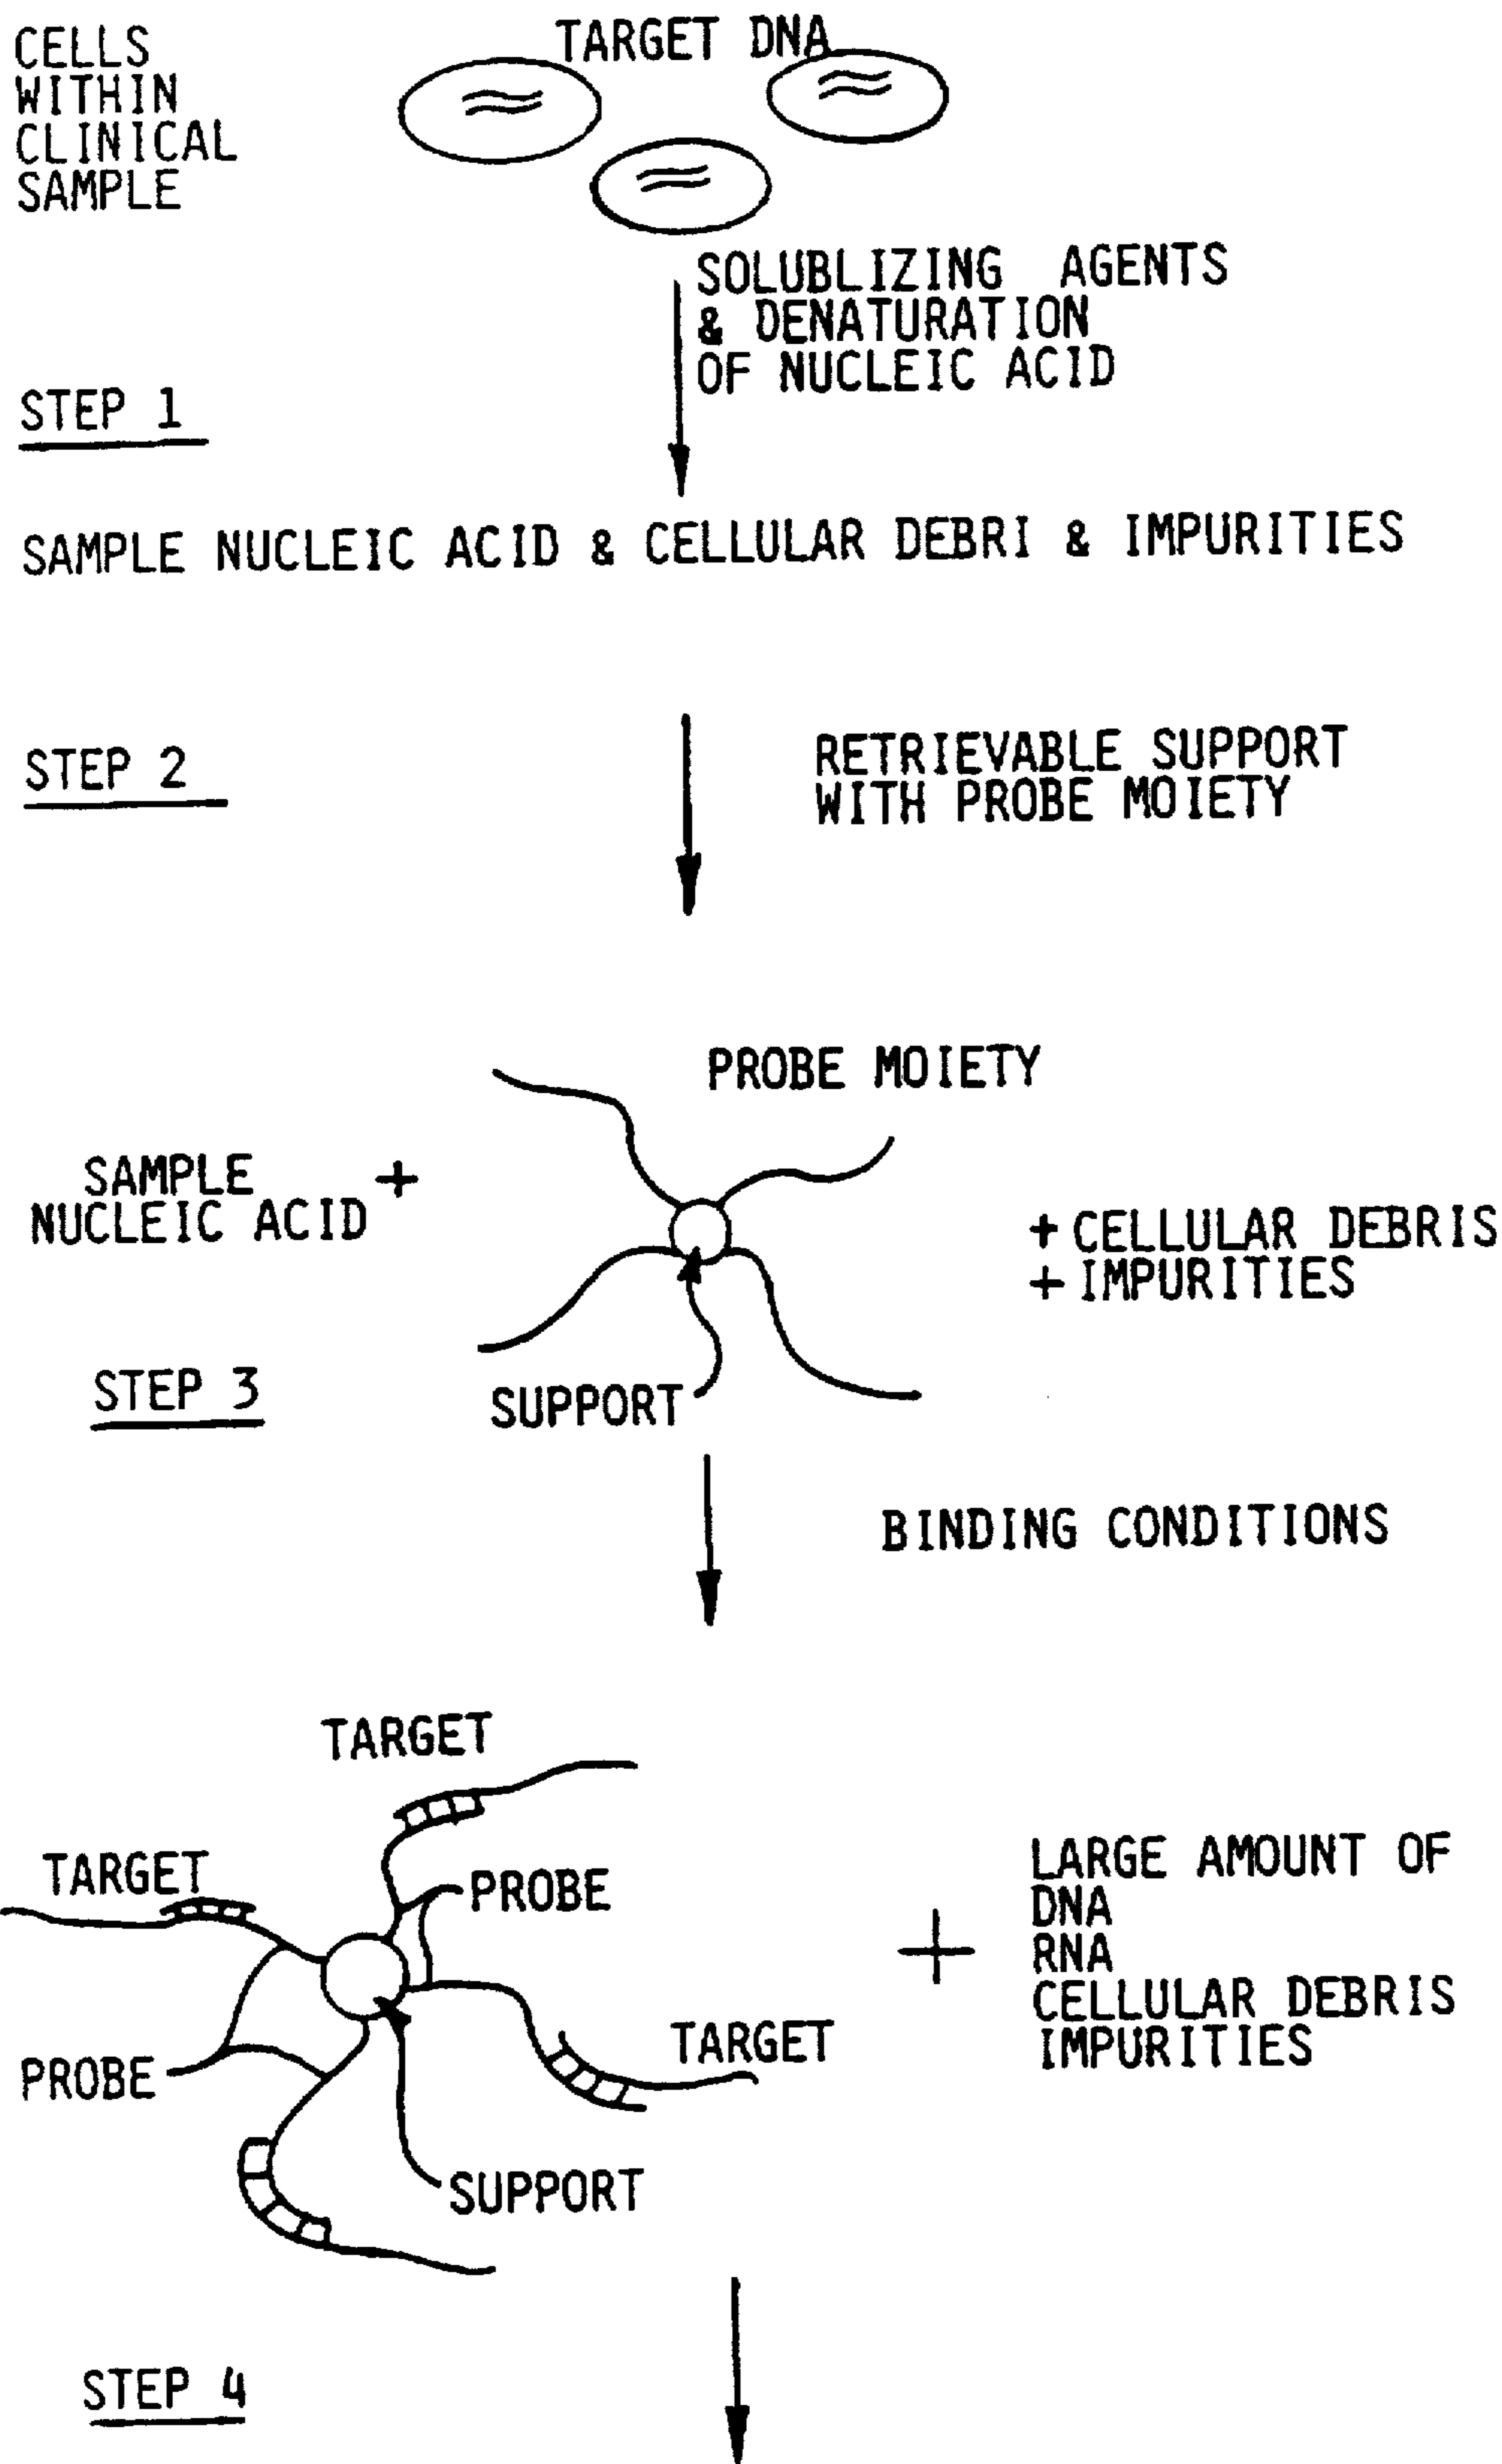 CELLS
WITHIN
CLINICAL
SAMPLE
TARGET DNA
SOLUBLIZING AGENTS
& DENATURATION
OF NUCLEIC ACID
STEP 1
SAMPLE NUCLEIC ACID & CELLULAR DEBRI & IMPURITIES
STEP 2
RETRIEVABLE SUPPORT
WITH PROBE MOIETY
PROBE MOIETY
SAMPLE +
NUCLEIC ACID
+ CELLULAR DEBRIS
+ IMPURITIES
SUPPORT
STEP 3
BINDING CONDITIONS
TARGET
TARGET
PROBE
TARGET
PROBE
SUPPORT
+
LARGE AMOUNT OF
DNA
RNA
CELLULAR DEBRIS
IMPURITIES
STEP 4